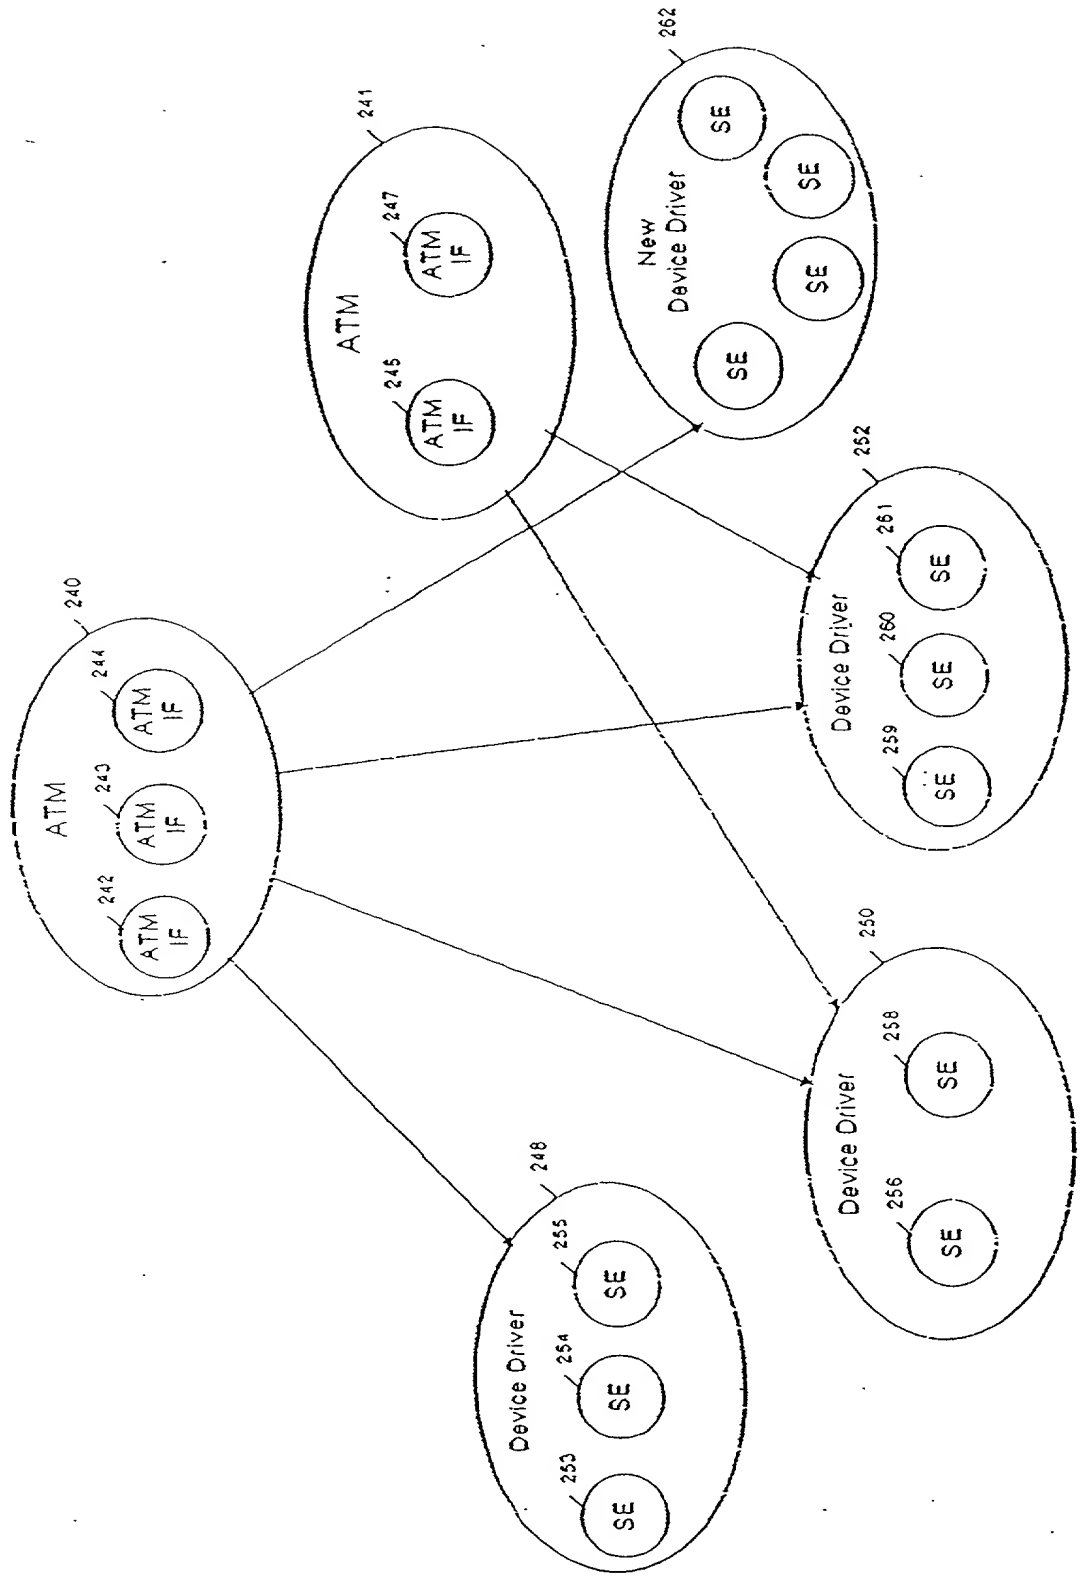 ATM
240
242
243
244
ATM
IF
ATM
IF
ATM
IF
ATM
241
245
247
ATM
IF
ATM
IF
Device Driver
248
253
254
255
SE
SE
SE
Device Driver
250
256
258
SE
SE
Device Driver
252
259
260
261
SE
SE
SE
New
Device Driver
262
SE
SE
SE
SE